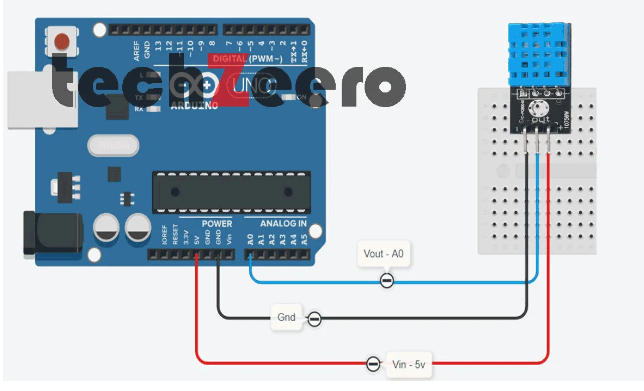 AREF
GND
13
12
~11
~10
~9
8
7
~6
~5
4
~3
2
TX→1
RX←0
DIGITAL (PWM~)
L
TX
RX
UNO
ON
ARDUINO
techZeero
POWER
ANALOG IN
IOREF
RESET
3.3V
5V
GND
GND
Vin
A0
A1
A2
A3
A4
A5
Vout - A0
Gnd
Vin - 5v